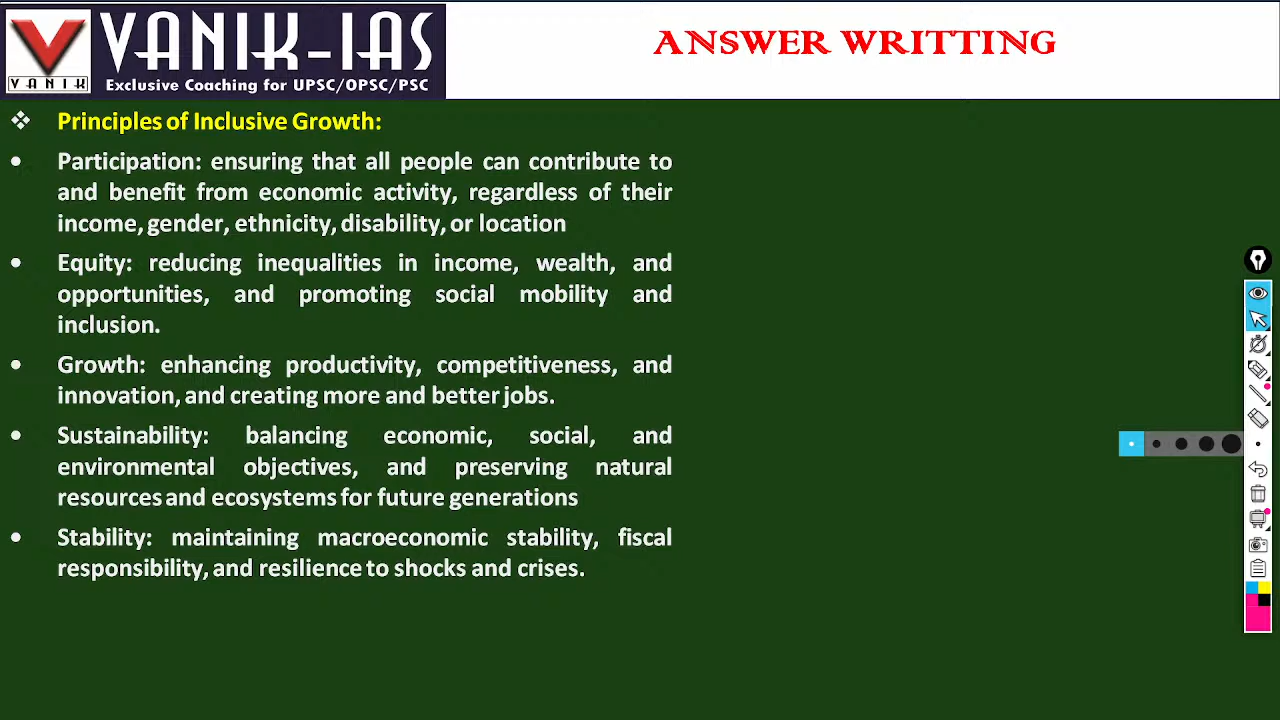 VANIK-IAS
VANIK
Exclusive Coaching for UPSC/OPSC/PSC
ANSWER WRITTING
❖ Principles of Inclusive Growth:
• Participation: ensuring that all people can contribute to
and benefit from economic activity, regardless of their
income, gender, ethnicity, disability, or location
• Equity: reducing inequalities in income, wealth, and
opportunities, and promoting social mobility and
inclusion.
• Growth: enhancing productivity, competitiveness, and
innovation, and creating more and better jobs.
• Sustainability: balancing economic, social, and
environmental objectives, and preserving natural
resources and ecosystems for future generations
• Stability: maintaining macroeconomic stability, fiscal
responsibility, and resilience to shocks and crises.